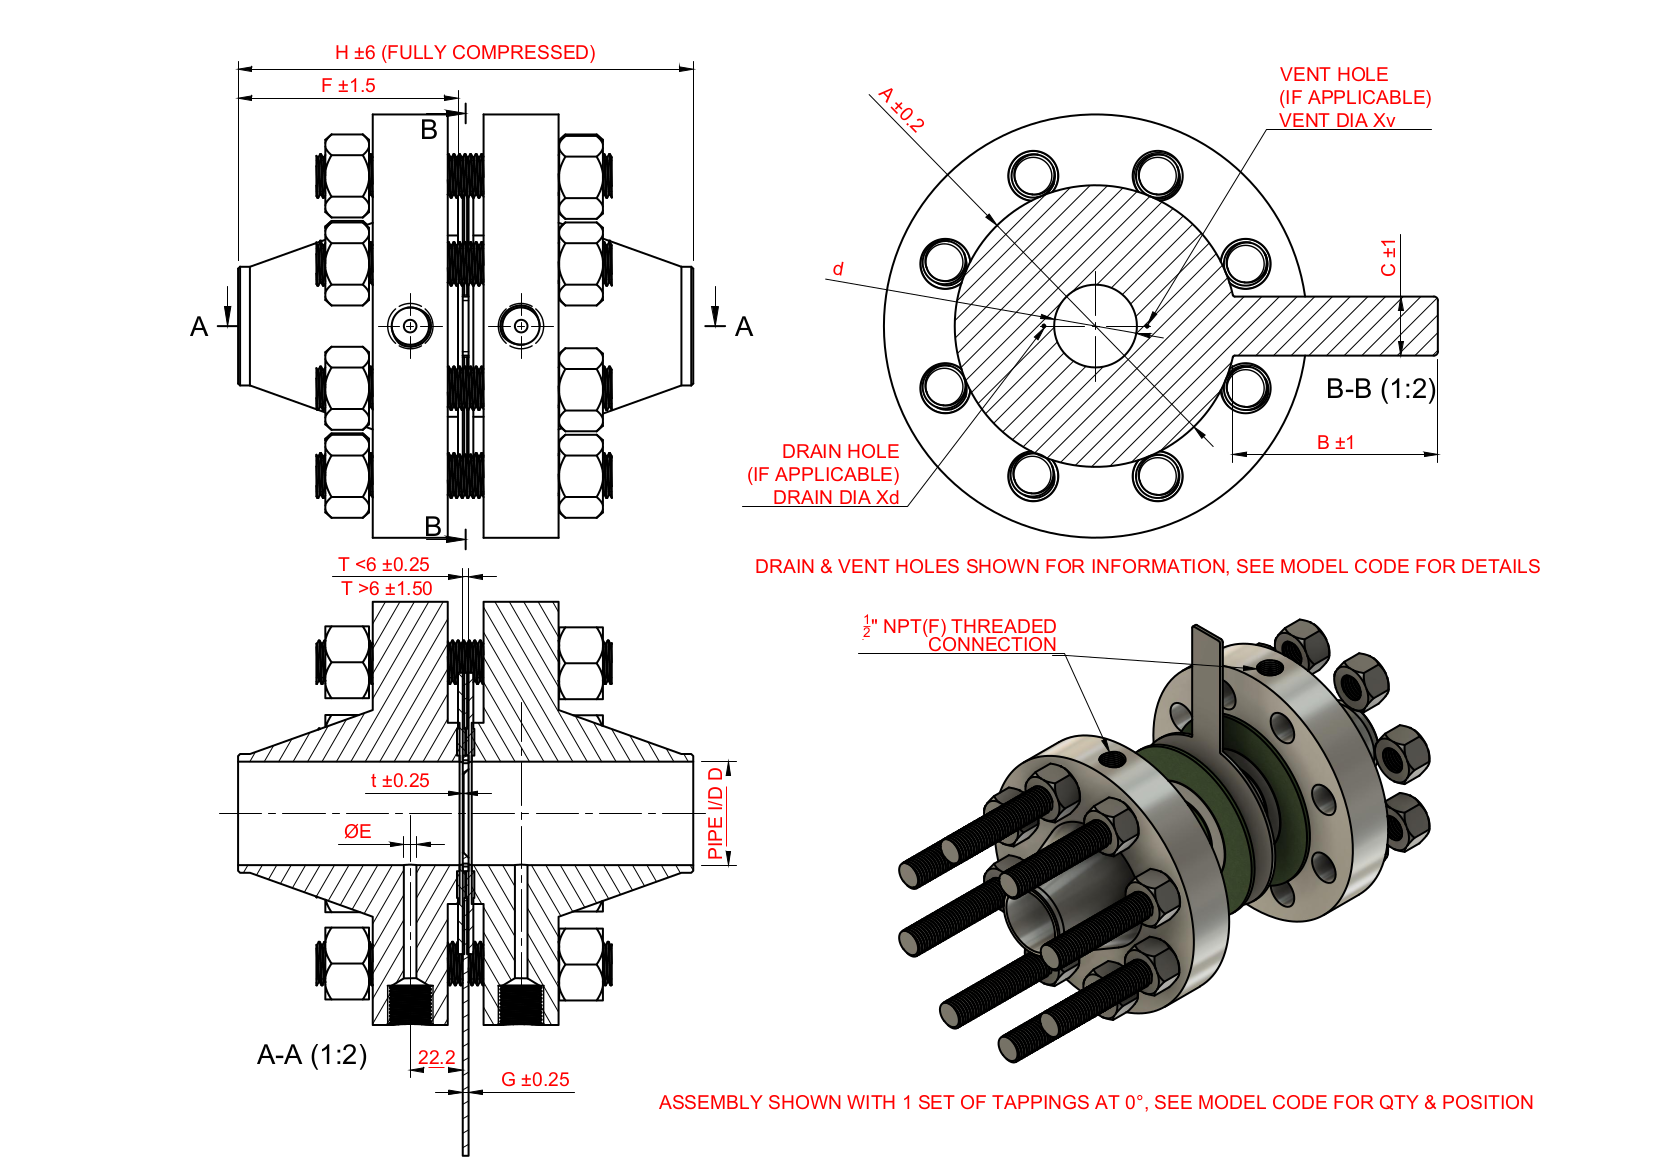 H ±6 (FULLY COMPRESSED)
F ±1.5
B
A
A
B
A ±0.2
VENT HOLE
(IF APPLICABLE)
VENT DIA Xv
d
C ±1
B-B (1:2)
B ±1
DRAIN HOLE
(IF APPLICABLE)
DRAIN DIA Xd
DRAIN & VENT HOLES SHOWN FOR INFORMATION, SEE MODEL CODE FOR DETAILS
T <6 ±0.25
T >6 ±1.50
t ±0.25
ØE
PIPE I/D D
A-A (1:2)
22.2
G ±0.25
1/2" NPT(F) THREADED
CONNECTION
ASSEMBLY SHOWN WITH 1 SET OF TAPPINGS AT 0°, SEE MODEL CODE FOR QTY & POSITION